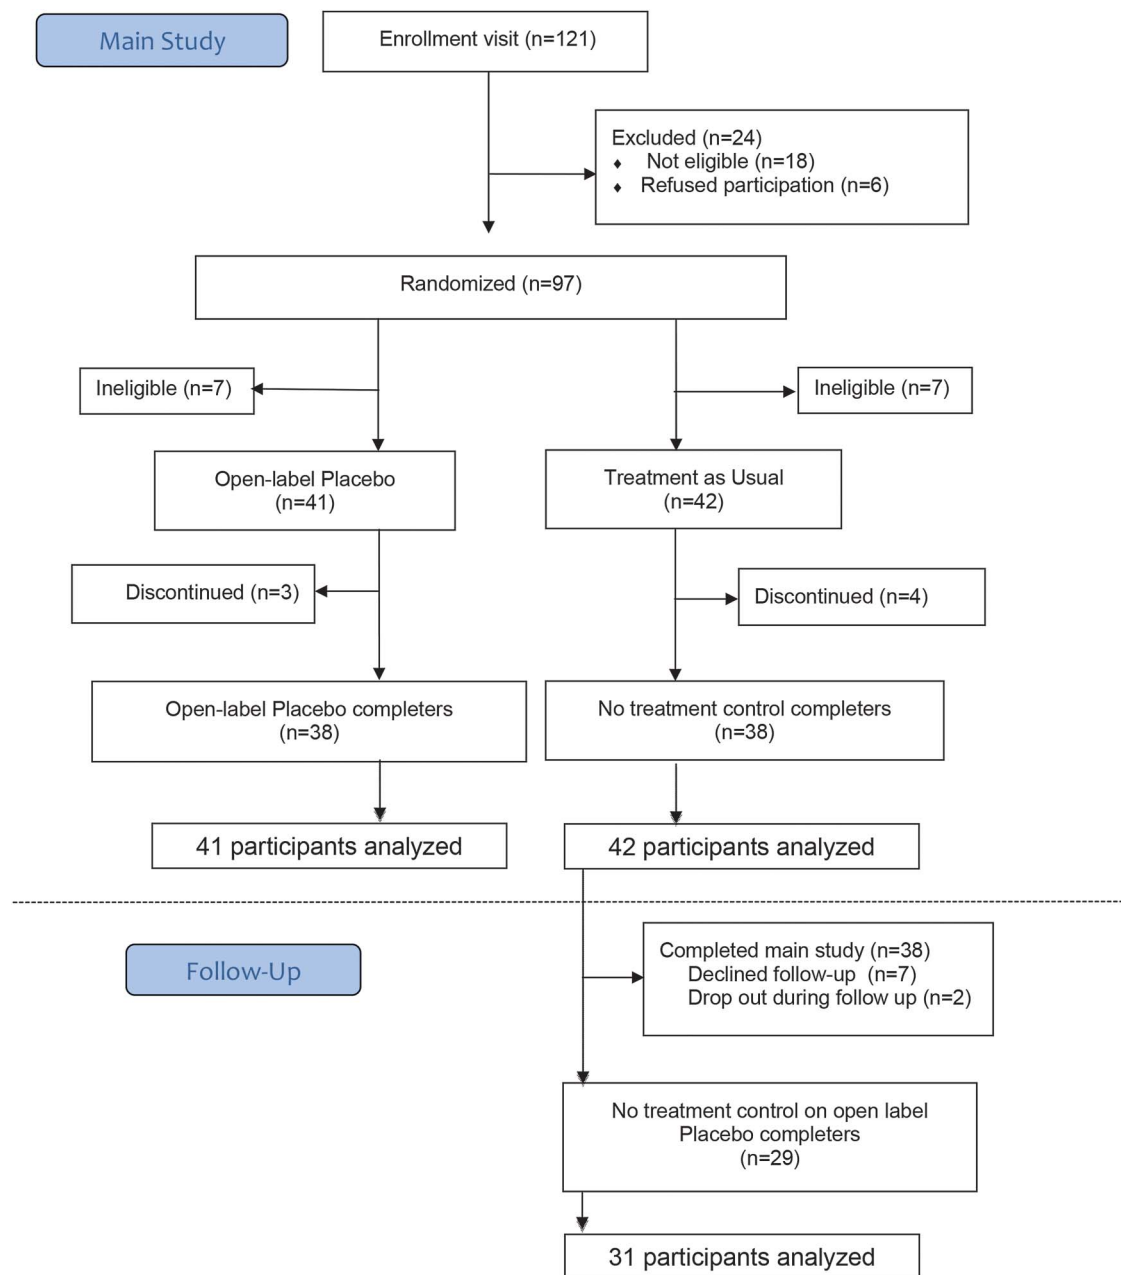 Main Study
Enrollment visit (n=121)
Excluded (n=24)
♦ Not eligible (n=18)
♦ Refused participation (n=6)
Randomized (n=97)
Ineligible (n=7)
Ineligible (n=7)
Open-label Placebo
(n=41)
Treatment as Usual
(n=42)
Discontinued (n=3)
Discontinued (n=4)
Open-label Placebo completers
(n=38)
No treatment control completers
(n=38)
41 participants analyzed
42 participants analyzed
Follow-Up
Completed main study (n=38)
Declined follow-up (n=7)
Drop out during follow up (n=2)
No treatment control on open label
Placebo completers
(n=29)
31 participants analyzed